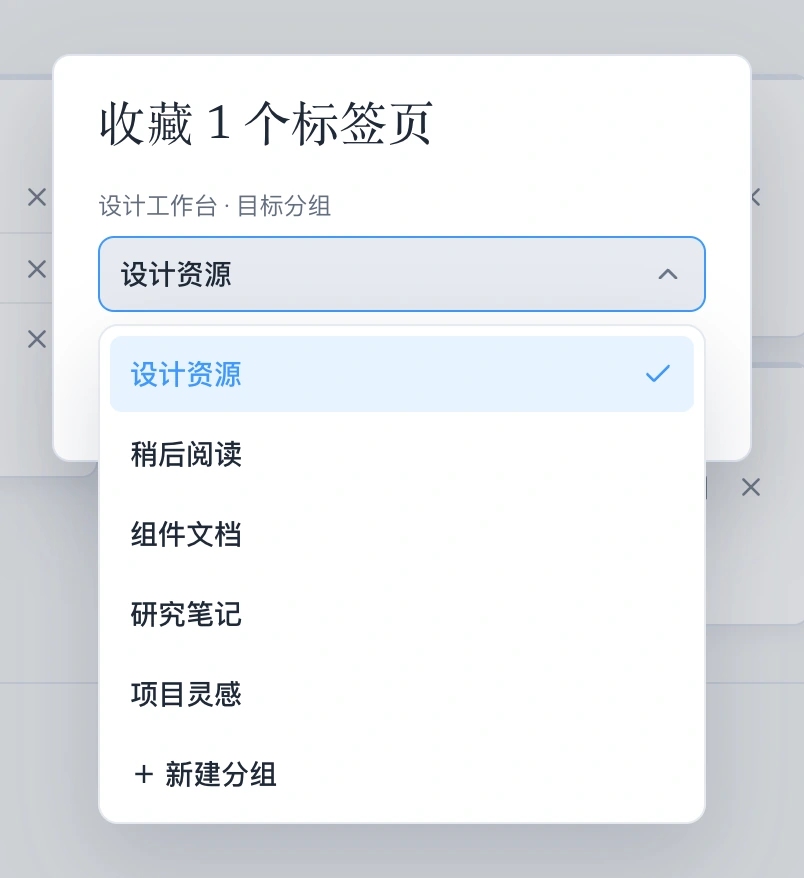 收藏 1 个标签页
设计工作台 · 目标分组
设计资源
设计资源
稍后阅读
组件文档
研究笔记
项目灵感
+ 新建分组